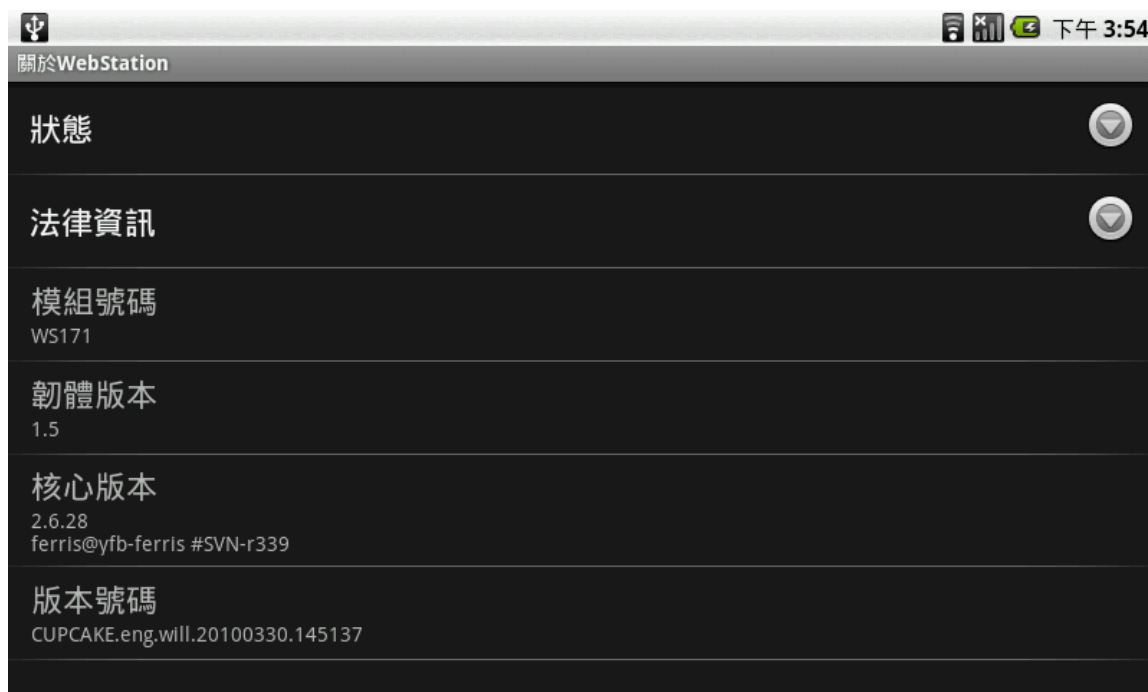 下午 3:54
關於WebStation
狀態
法律資訊
模組號碼
WS171
韌體版本
1.5
核心版本
2.6.28
ferris@yfb-ferris #SVN-r339
版本號碼
CUPCAKE.eng.will.20100330.145137